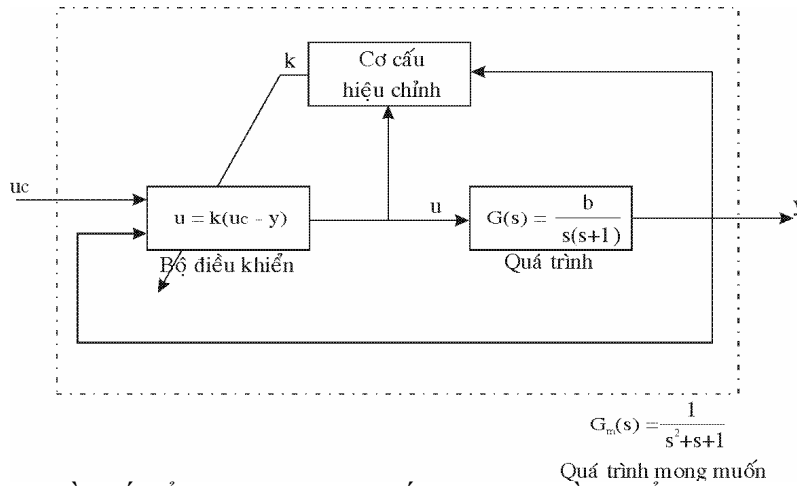 k
Cơ cấu
hiệu chỉnh
uc
u = k(uc - y)
u
G(s) = b
s(s+1)
y
Bộ điều khiển
Quá trình
Gm(s) = 1
s²+s+1
Quá trình mong muốn